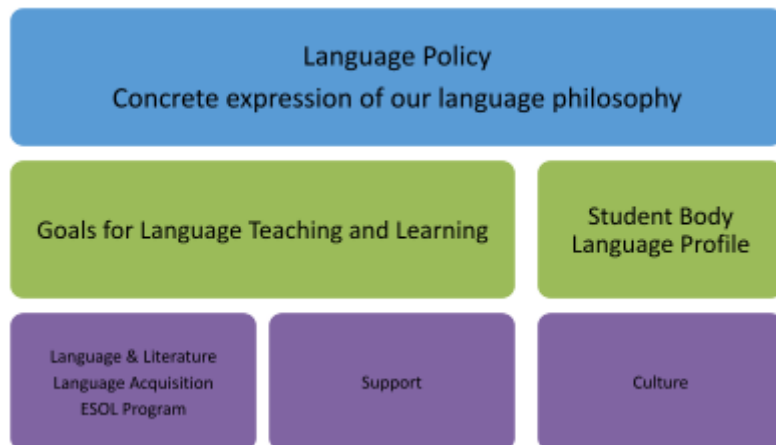 Language Policy
Concrete expression of our language philosophy
Goals for Language Teaching and Learning
Student Body
Language Profile
Language & Literature
Language Acquisition
ESOL Program
Support
Culture